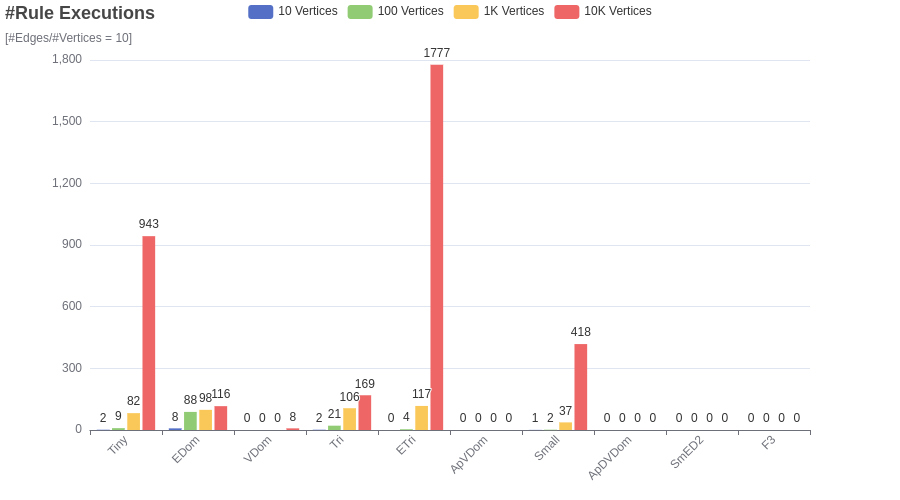 #Rule Executions
[#Edges/#Vertices = 10]
10 Vertices 100 Vertices 1K Vertices 10K Vertices
1,800
1,500
1,200
900
600
300
0
2 9 82 943
8 88 98 116
0 0 0 8
2 21 106 169
0 4 117 1777
0 0 0 0
1 2 37 418
0 0 0 0
0 0 0 0
0 0 0 0
Tiny EDom VDom Tri ETri ApVDom Small ApDVDom SmED2 F3